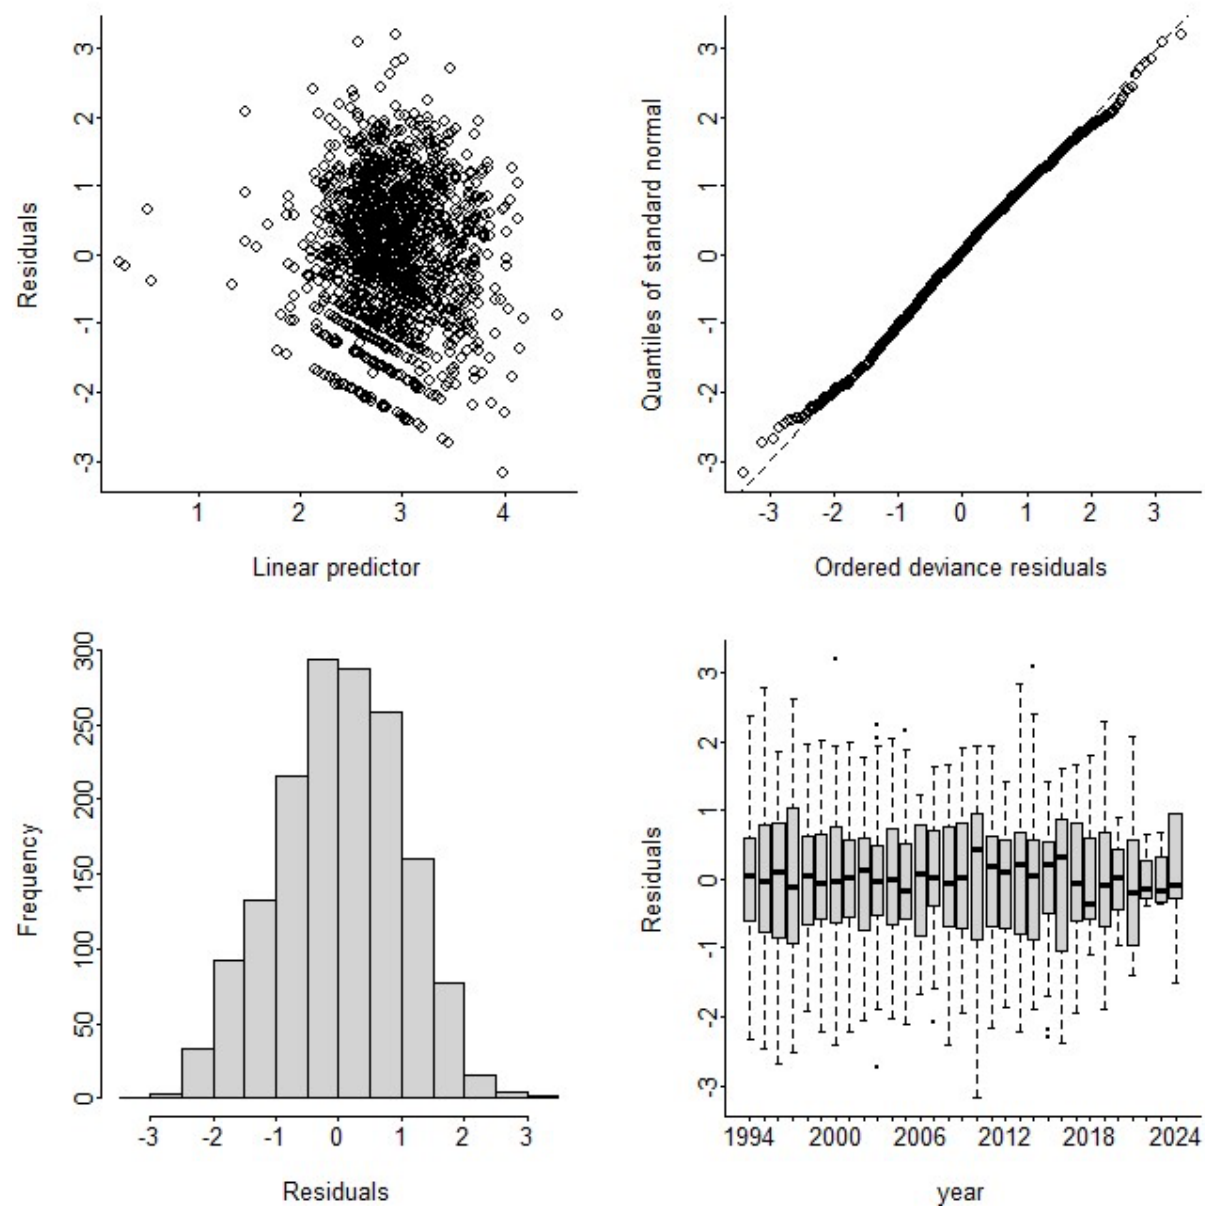 3
2
1
0
-1
-2
-3
Residuals
1 2 3 4
Linear predictor
3
2
1
0
-1
-2
-3
Quantiles of standard normal
-3 -2 -1 0 1 2 3
Ordered deviance residuals
300
250
200
150
100
50
0
Frequency
-3 -2 -1 0 1 2 3
Residuals
3
2
1
0
-1
-2
-3
Residuals
1994 2000 2006 2012 2018 2024
year